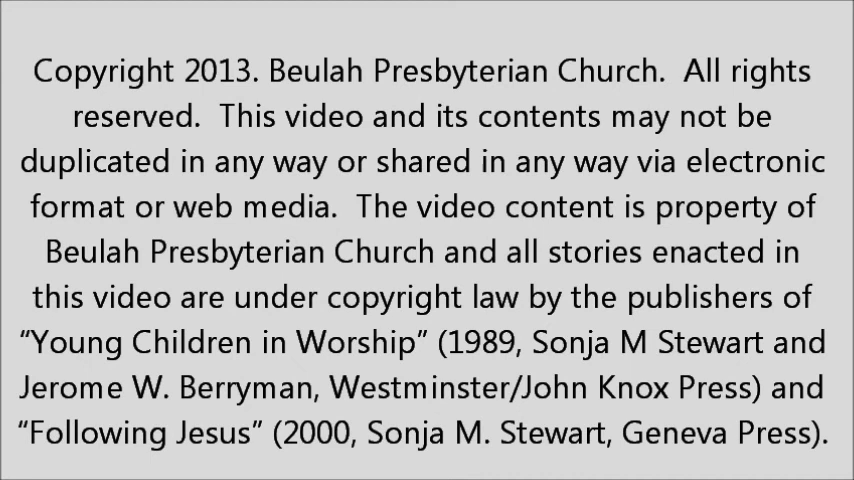 Copyright 2013. Beulah Presbyterian Church.  All rights
reserved.  This video and its contents may not be
duplicated in any way or shared in any way via electronic
format or web media.  The video content is property of
Beulah Presbyterian Church and all stories enacted in
this video are under copyright law by the publishers of
“Young Children in Worship” (1989, Sonja M Stewart and
Jerome W. Berryman, Westminster/John Knox Press) and
“Following Jesus” (2000, Sonja M. Stewart, Geneva Press).